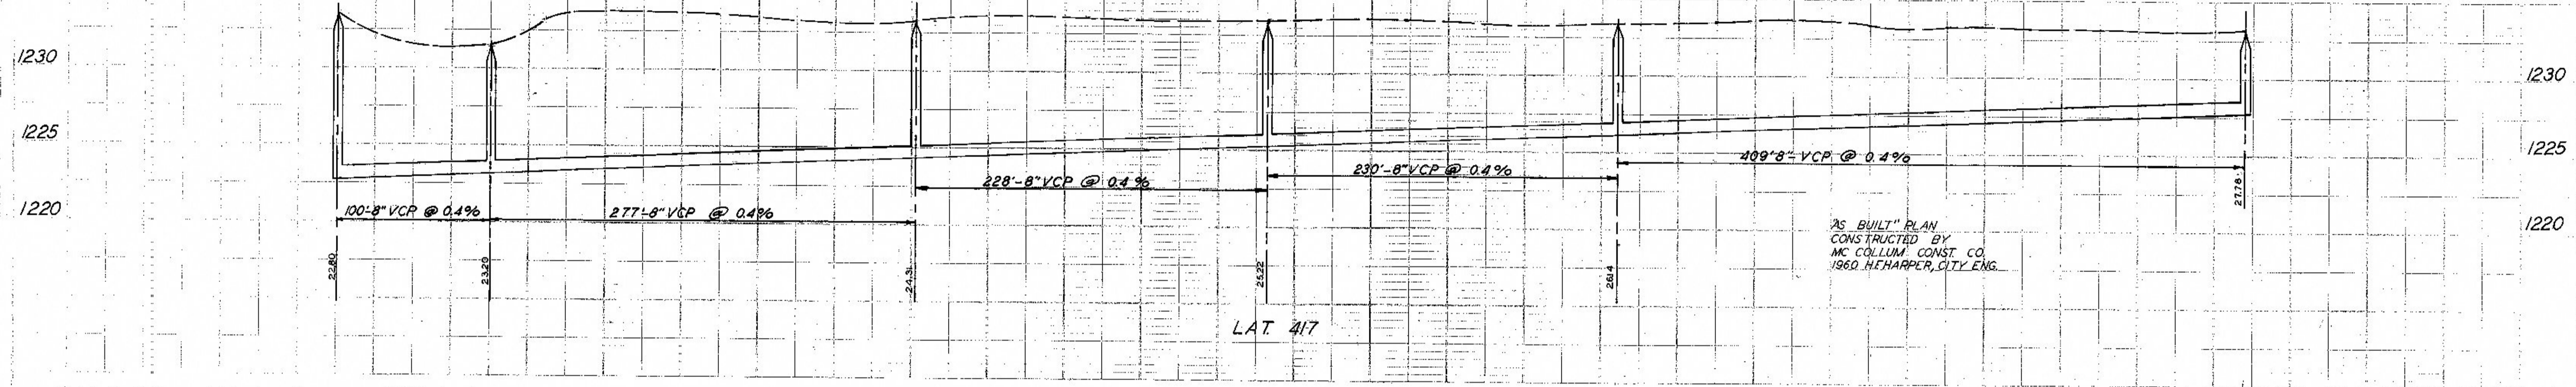 1230
1225
1220
1230
1225
1220
100'-8" VCP @ 0.4%
277'-8" VCP @ 0.4%
228'-8" VCP @ 0.4%
230'-8" VCP @ 0.4%
409'8"- VCP @ 0.4%
22.80
23.20
24.31
25.22
26.14
27.78
"AS BUILT" PLAN
CONSTRUCTED BY
MC COLLUM CONST. CO.
1960 H.E.HARPER, CITY ENG.
LAT. 417